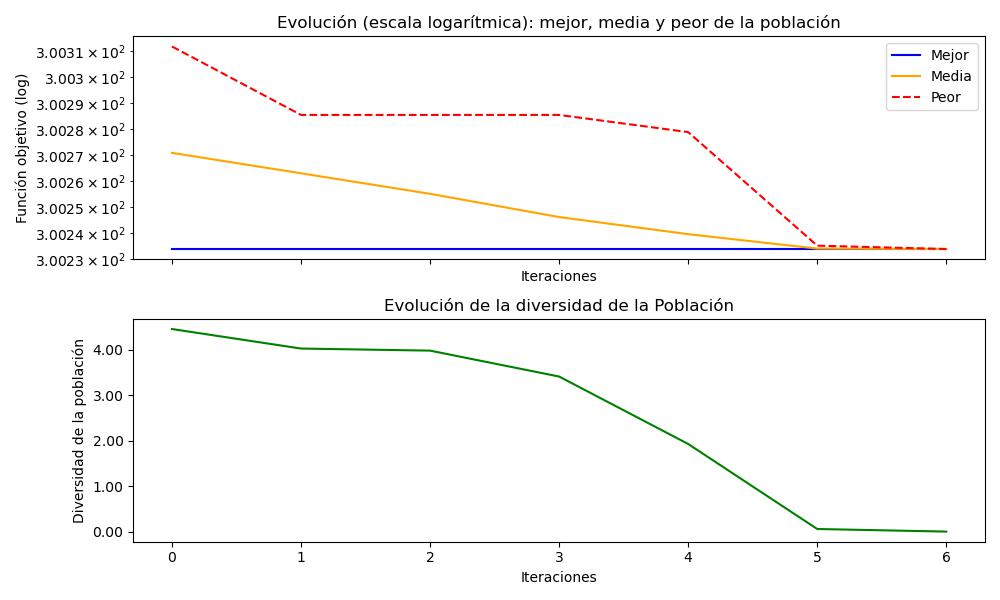 Evolución (escala logarítmica): mejor, media y peor de la población
3.0031 × 10²
3.003 × 10²
3.0029 × 10²
3.0028 × 10²
3.0027 × 10²
3.0026 × 10²
3.0025 × 10²
3.0024 × 10²
3.0023 × 10²
Función objetivo (log)
Mejor
Media
Peor
Iteraciones
Evolución de la diversidad de la Población
4.00
3.00
2.00
1.00
0.00
Diversidad de la población
0 1 2 3 4 5 6
Iteraciones